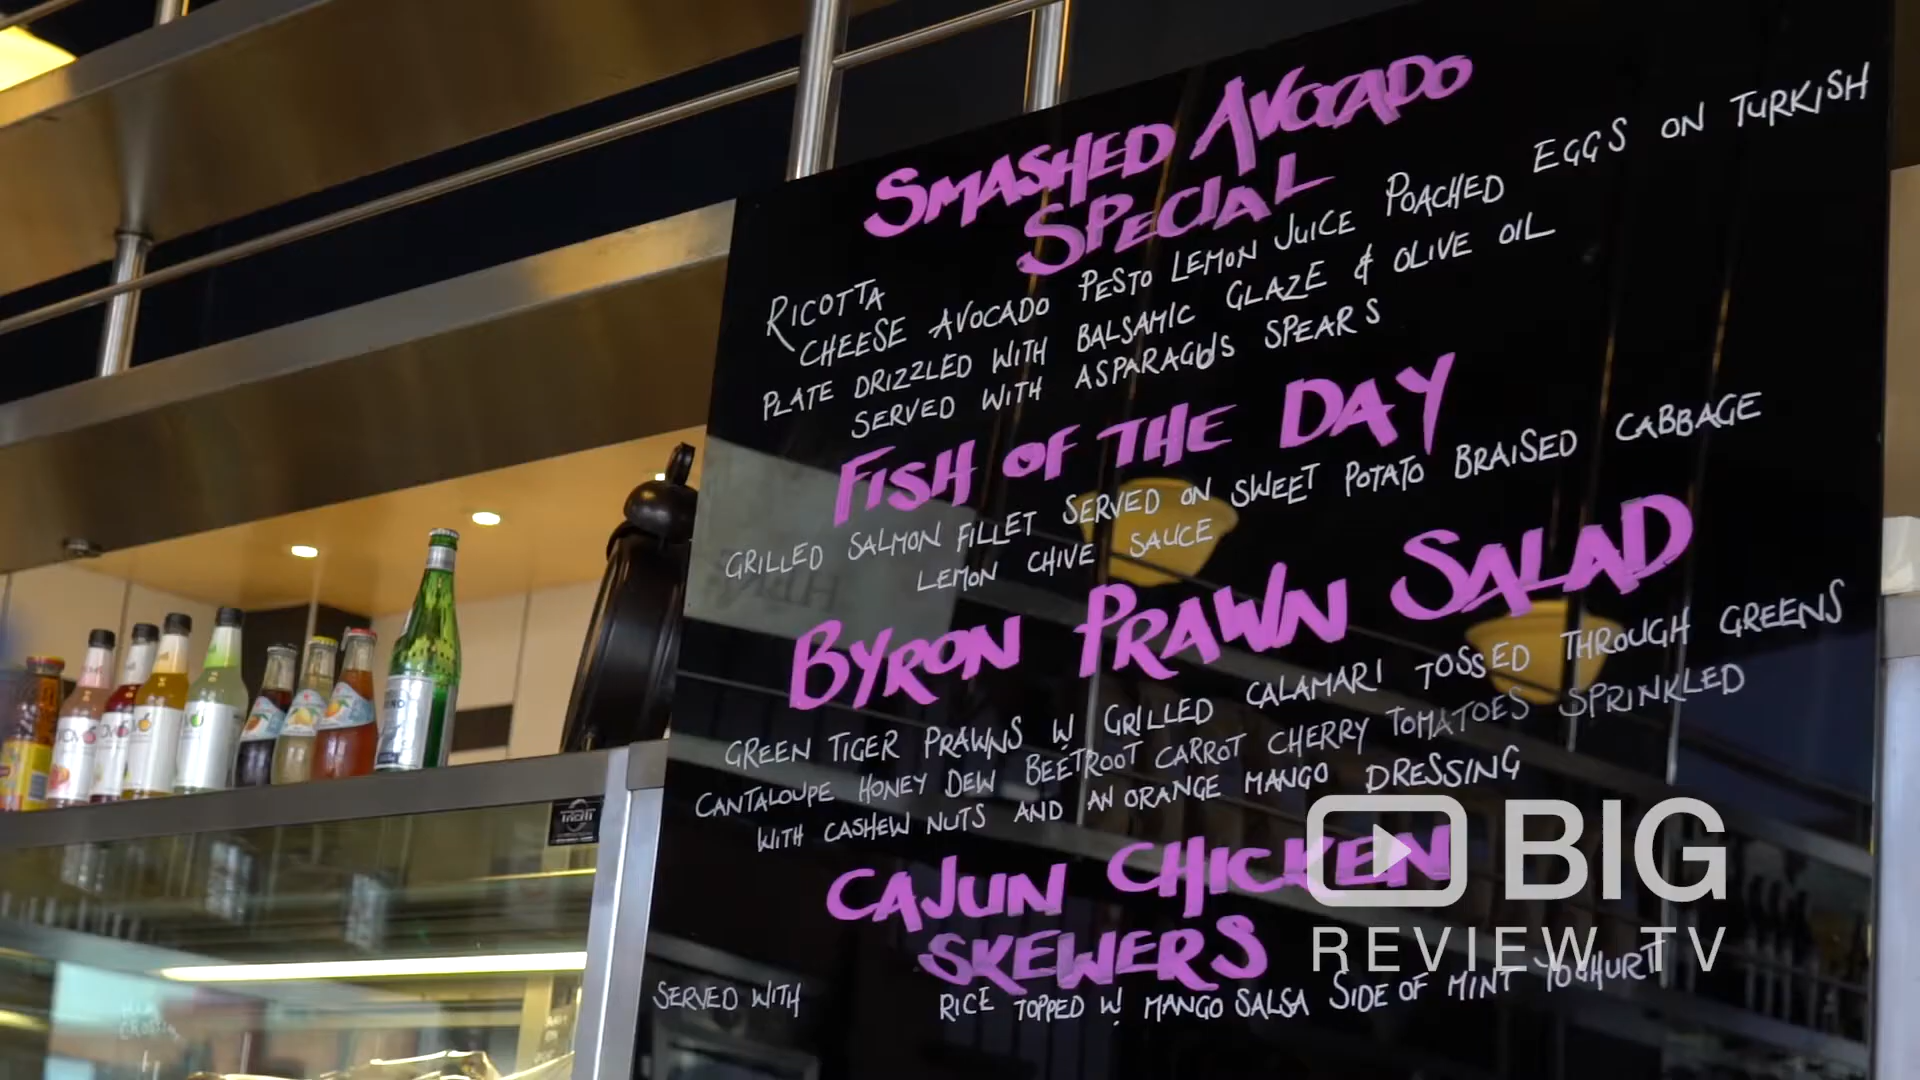 SMASHED AVOCADO
SPECIAL
RICOTTA
CHEESE AVOCADO PESTO LEMON JUICE POACHED EGGS ON TURKISH
PLATE DRIZZLED WITH BALSAMIC GLAZE & OLIVE OIL
SERVED WITH ASPARAGUS SPEARS
FISH OF THE DAY
GRILLED SALMON FILLET SERVED ON SWEET POTATO BRAISED CABBAGE
LEMON CHIVE SAUCE
BYRON PRAWN SALAD
GREEN TIGER PRAWNS W GRILLED CALAMARI TOSSED THROUGH GREENS
CANTALOUPE HONEY DEW BEETROOT CARROT CHERRY TOMATOES SPRINKLED
WITH CASHEW NUTS AND AN ORANGE MANGO DRESSING
CAJUN CHICKEN
SKEWERS
SERVED WITH RICE TOPPED W MANGO SALSA SIDE OF MINT YOGHURT
BIG
REVIEW TV